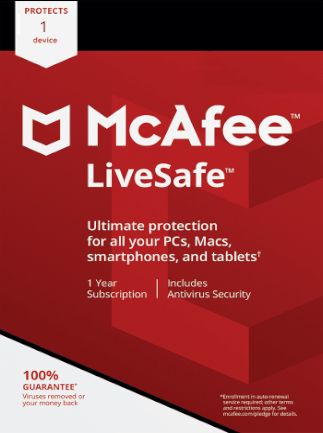 PROTECTS
1
device
McAfee™
LiveSafe™
Ultimate protection
for all your PCs, Macs,
smartphones, and tablets†
1 Year
Subscription
Includes
Antivirus Security
100%
GUARANTEE*
Viruses removed or
your money back
*Enrollment in auto-renewal
service required; other terms
and restrictions apply. See
mcafee.com/pledge for details.